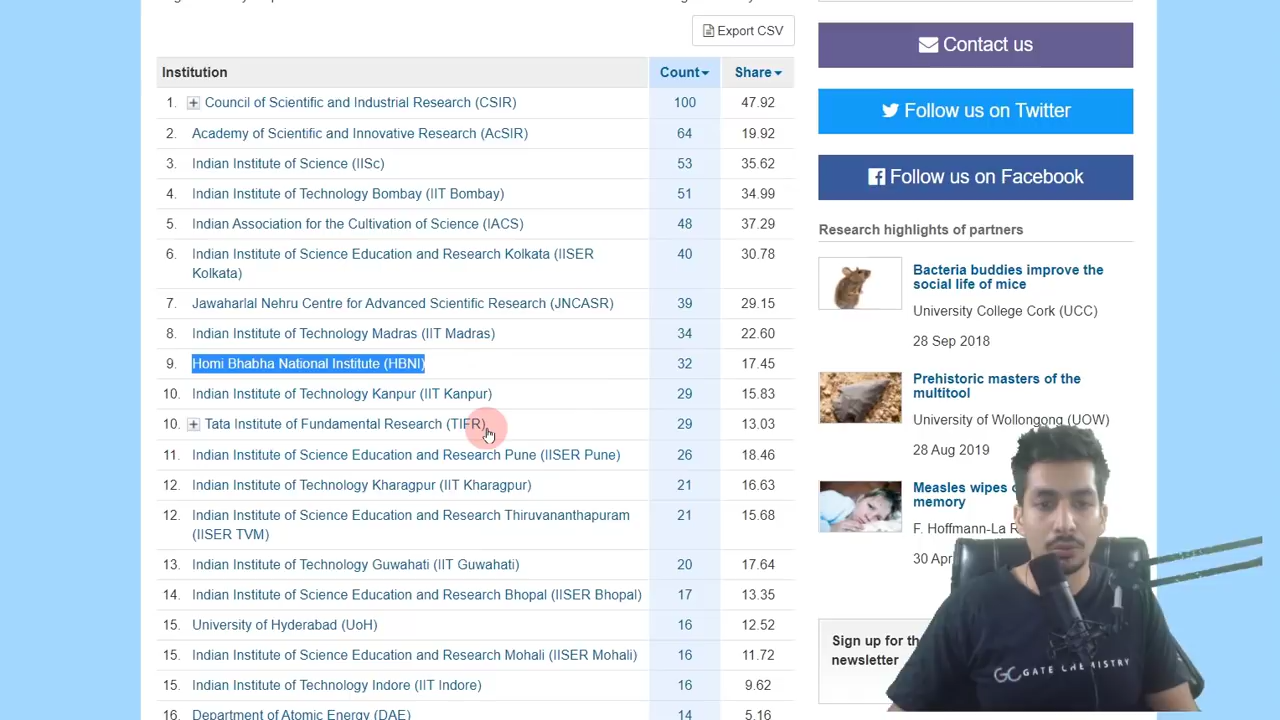 Export CSV
Institution Count Share
1. Council of Scientific and Industrial Research (CSIR) 100 47.92
2. Academy of Scientific and Innovative Research (AcSIR) 64 19.92
3. Indian Institute of Science (IISc) 53 35.62
4. Indian Institute of Technology Bombay (IIT Bombay) 51 34.99
5. Indian Association for the Cultivation of Science (IACS) 48 37.29
6. Indian Institute of Science Education and Research Kolkata (IISER
Kolkata) 40 30.78
7. Jawaharlal Nehru Centre for Advanced Scientific Research (JNCASR) 39 29.15
8. Indian Institute of Technology Madras (IIT Madras) 34 22.60
9. Homi Bhabha National Institute (HBNI) 32 17.45
10. Indian Institute of Technology Kanpur (IIT Kanpur) 29 15.83
10. Tata Institute of Fundamental Research (TIFR) 29 13.03
11. Indian Institute of Science Education and Research Pune (IISER Pune) 26 18.46
12. Indian Institute of Technology Kharagpur (IIT Kharagpur) 21 16.63
12. Indian Institute of Science Education and Research Thiruvananthapuram
(IISER TVM) 21 15.68
13. Indian Institute of Technology Guwahati (IIT Guwahati) 20 17.64
14. Indian Institute of Science Education and Research Bhopal (IISER Bhopal) 17 13.35
15. University of Hyderabad (UoH) 16 12.52
15. Indian Institute of Science Education and Research Mohali (IISER Mohali) 16 11.72
15. Indian Institute of Technology Indore (IIT Indore) 16 9.62
16. Department of Atomic Energy (DAE) 14 5.16
Contact us
Follow us on Twitter
Follow us on Facebook
Research highlights of partners
Bacteria buddies improve the
social life of mice
University College Cork (UCC)
28 Sep 2018
Prehistoric masters of the
multitool
University of Wollongong (UOW)
28 Aug 2019
Measles wipes
memory
F. Hoffmann-La R
30 Apr
Sign up for th
newsletter
GC GATE CHEMISTRY